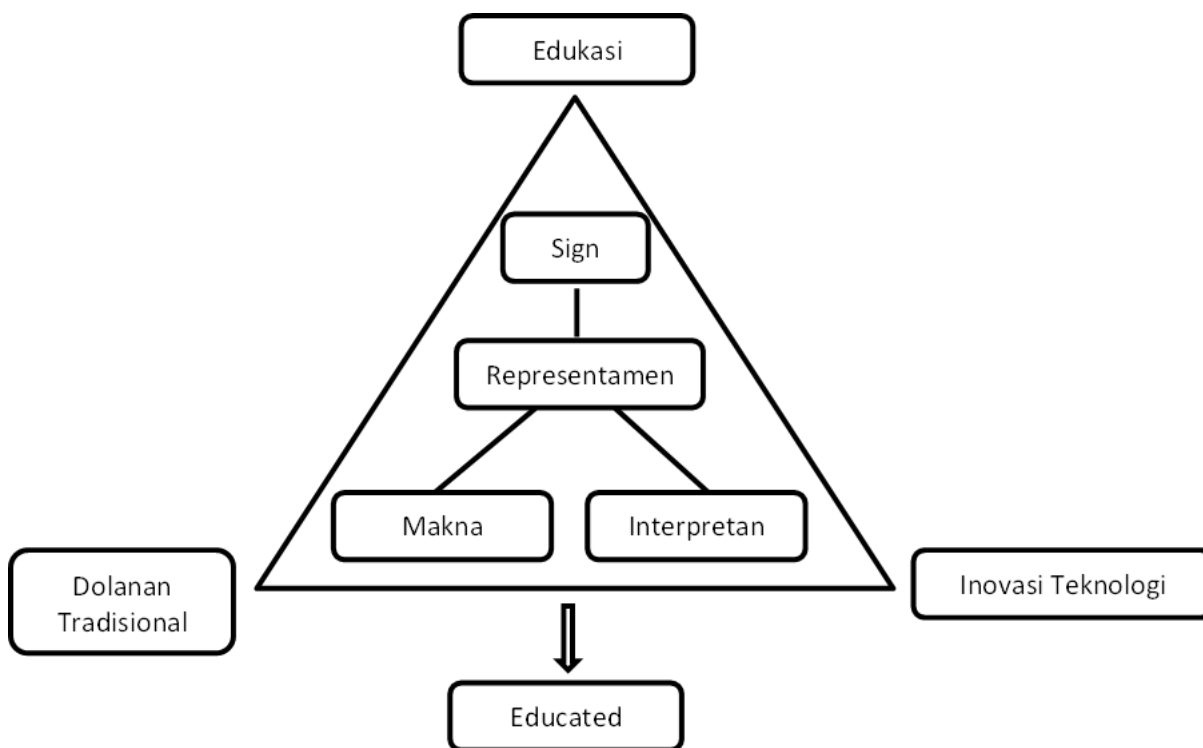 Edukasi
Sign
Representamen
Makna
Interpretan
Dolanan
Tradisional
Inovasi Teknologi
Educated